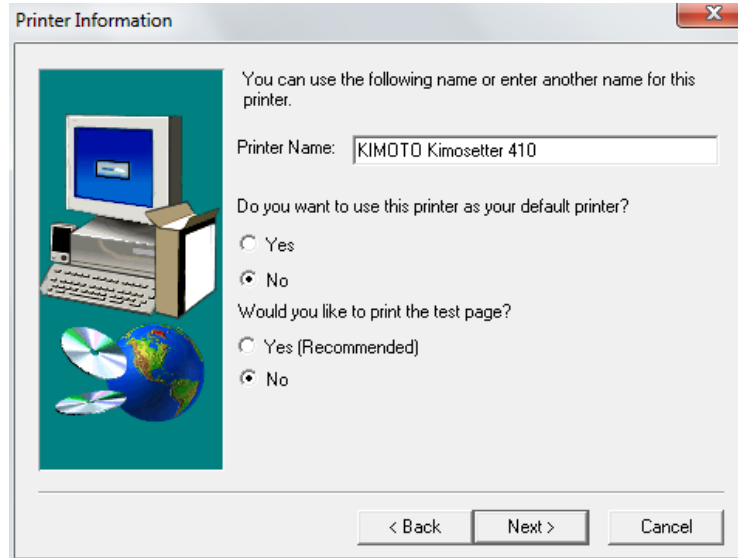 Printer Information
You can use the following name or enter another name for this
printer.
Printer Name: KIMOTO Kimosetter 410
Do you want to use this printer as your default printer?
Yes
No
Would you like to print the test page?
Yes (Recommended)
No
< Back Next > Cancel